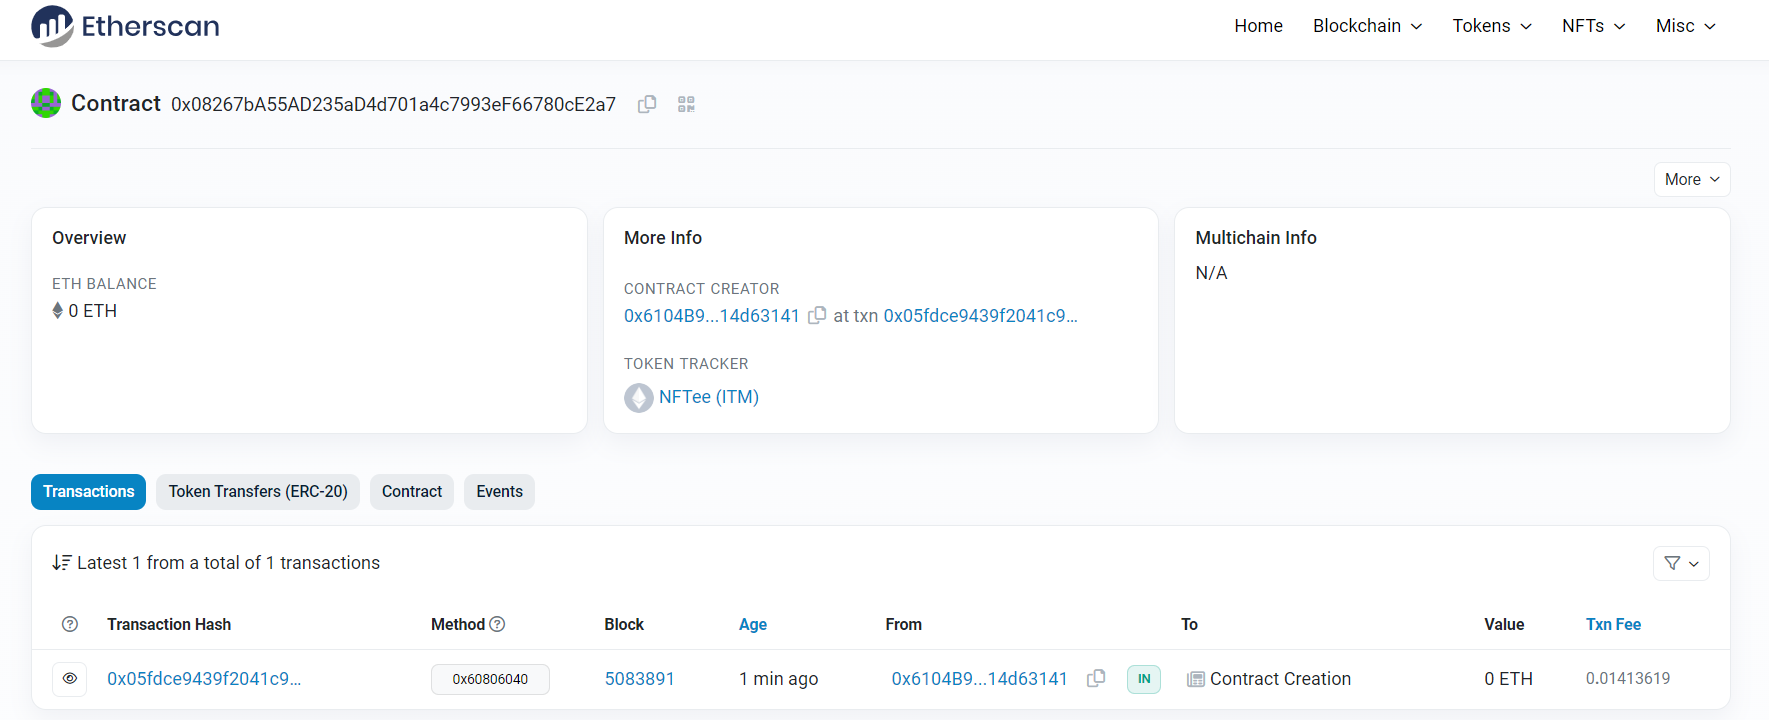 Etherscan
Home Blockchain Tokens NFTs Misc
Contract 0x08267bA55AD235aD4d701a4c7993eF66780cE2a7
More
Overview
ETH BALANCE
0 ETH
More Info
CONTRACT CREATOR
0x6104B9...14d63141 at txn 0x05fdce9439f2041c9...
TOKEN TRACKER
NFTee (ITM)
Multichain Info
N/A
Transactions Token Transfers (ERC-20) Contract Events
Latest 1 from a total of 1 transactions
Transaction Hash Method Block Age From To Value Txn Fee
0x05fdce9439f2041c9... 0x60806040 5083891 1 min ago 0x6104B9...14d63141 IN Contract Creation 0 ETH 0.01413619